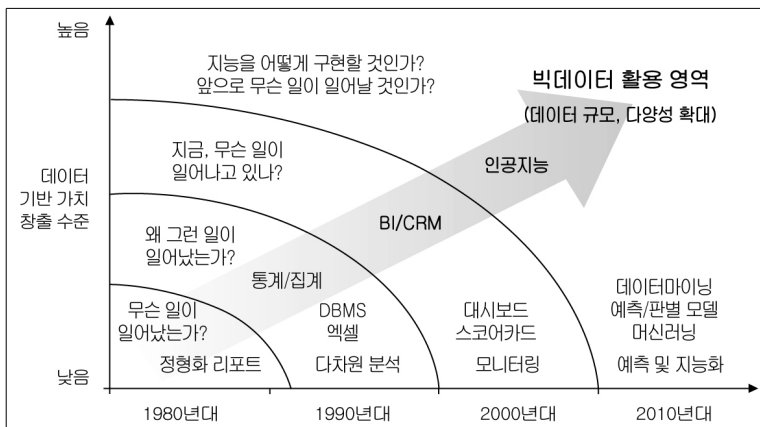 높음
지능을 어떻게 구현할 것인가?
앞으로 무슨 일이 일어날 것인가?
빅데이터 활용 영역
(데이터 규모, 다양성 확대)
지금, 무슨 일이
일어나고 있나?
인공지능
데이터
기반 가치
창출 수준
BI/CRM
왜 그런 일이
일어났는가?
통계/집계
무슨 일이
일어났는가?
DBMS
엑셀
대시보드
스코어카드
데이터마이닝
예측/판별 모델
머신러닝
낮음
정형화 리포트
다차원 분석
모니터링
예측 및 지능화
1980년대
1990년대
2000년대
2010년대